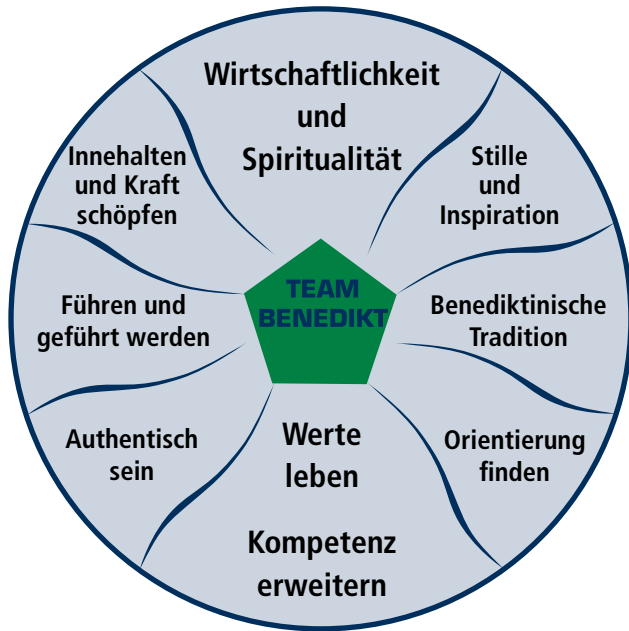 Wirtschaftlichkeit
und
Spiritualität
Stille
und
Inspiration
Benediktinische
Tradition
Orientierung
finden
Werte
leben
Kompetenz
erweitern
Authentisch
sein
Führen und
geführt werden
Innehalten
und Kraft
schöpfen
TEAM
BENEDIKT